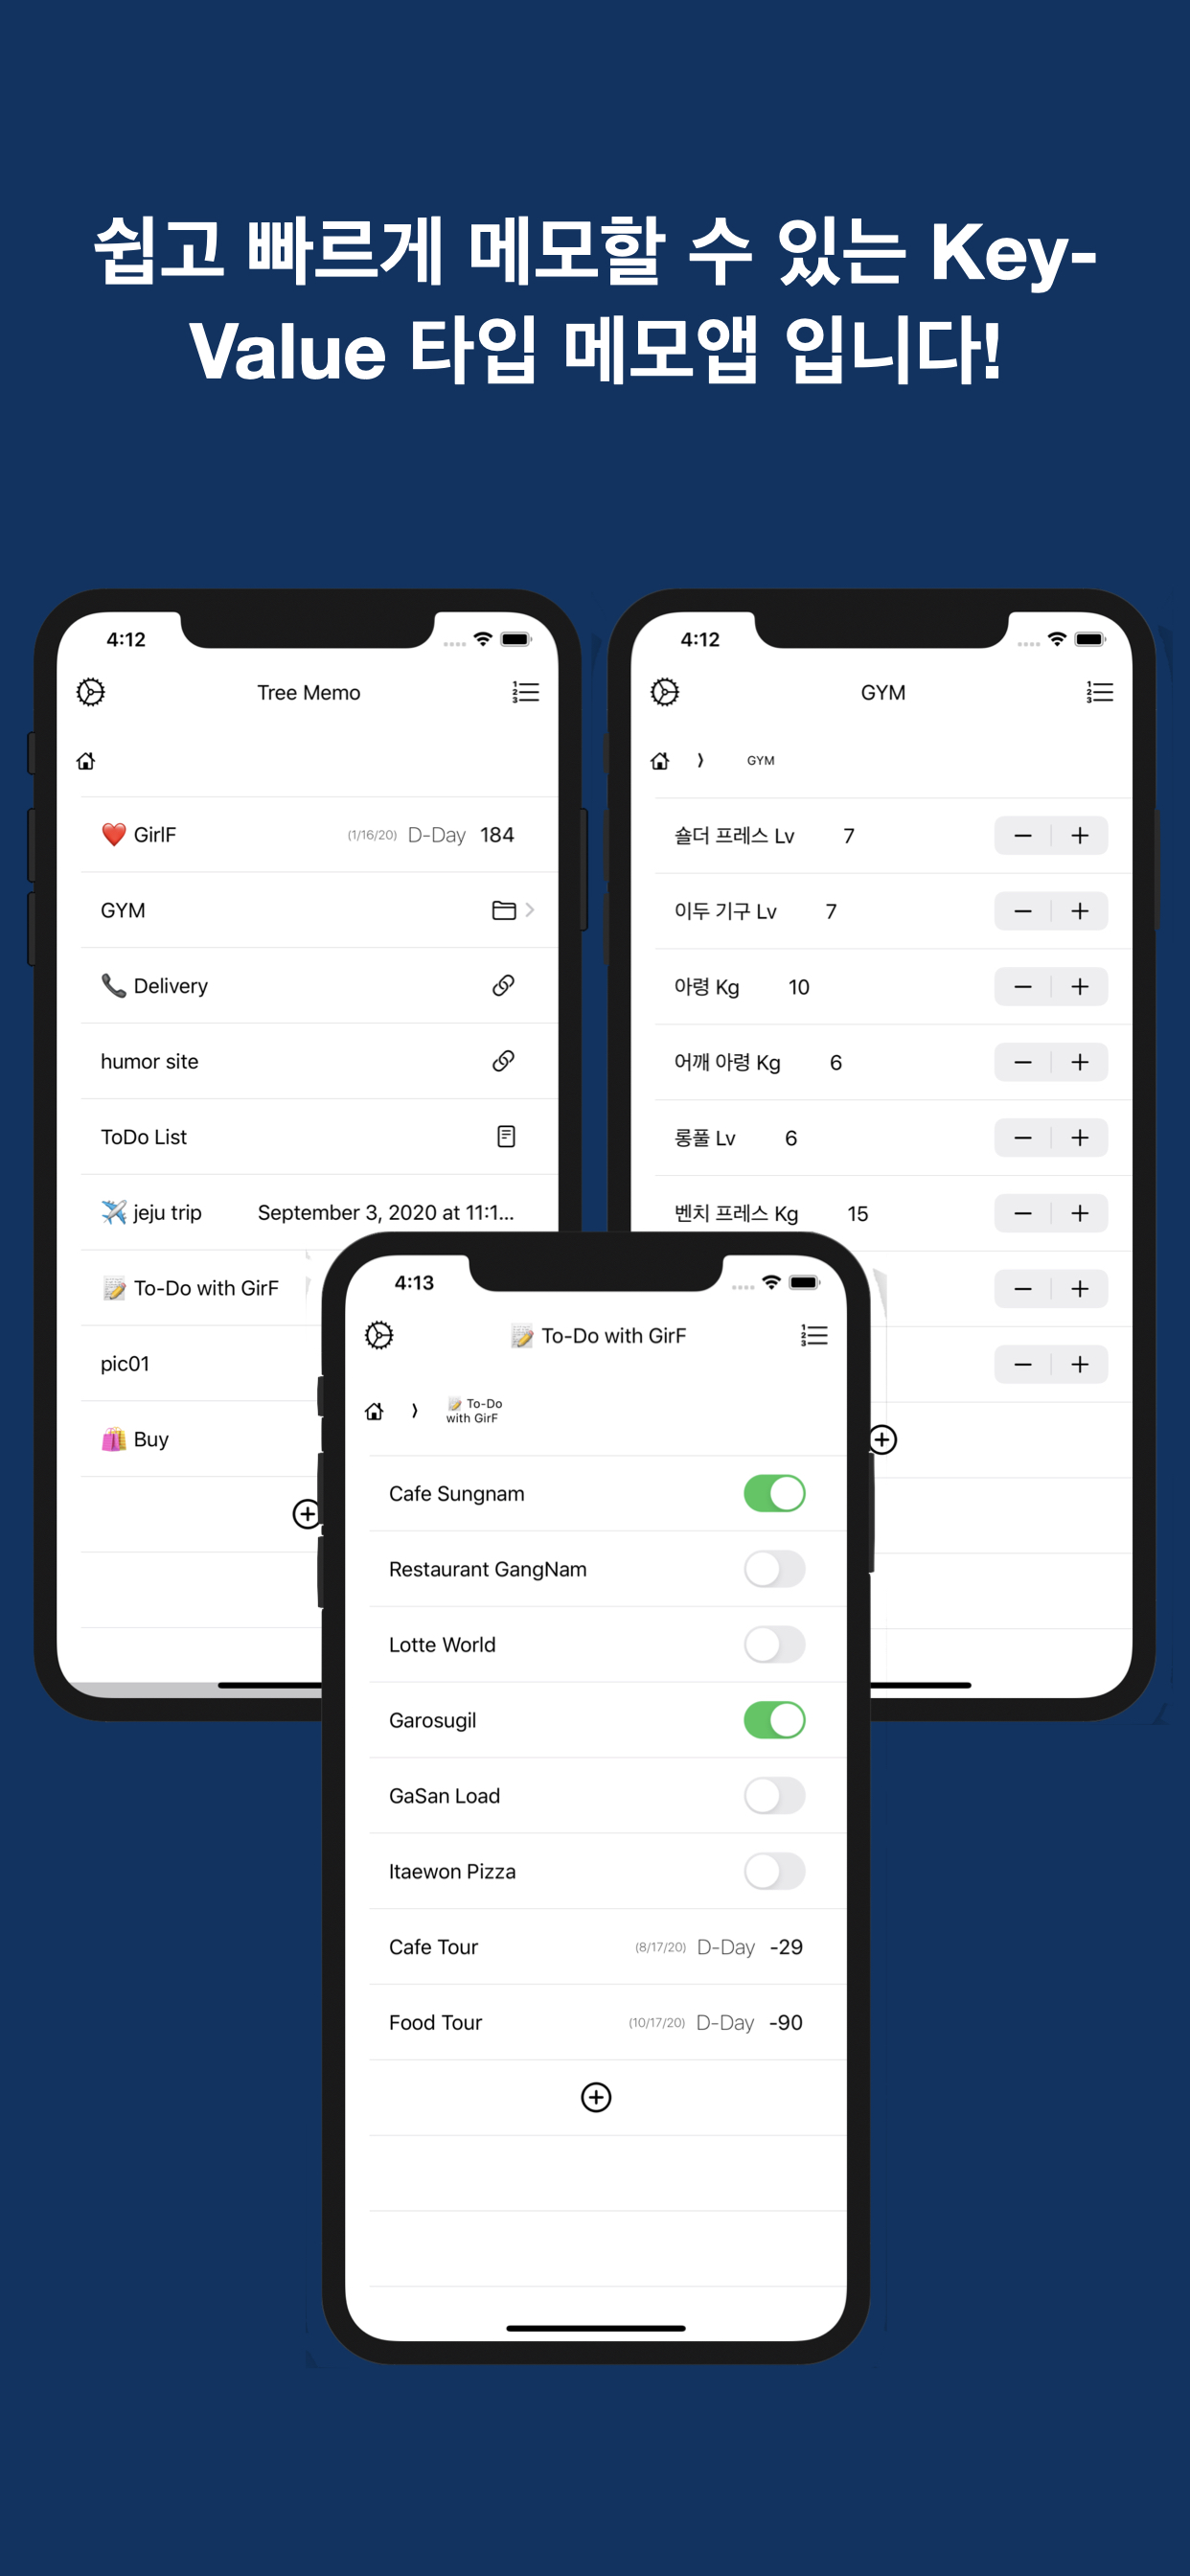 쉽고 빠르게 메모할 수 있는 Key-
Value 타입 메모앱 입니다!
4:12
Tree Memo
❤️ GirlF (1/16/20) D-Day 184
GYM
📞 Delivery
humor site
ToDo List
✈️ jeju trip September 3, 2020 at 11:1...
📝 To-Do with GirF
pic01
🛍️ Buy
4:12
GYM
GYM
숄더 프레스 Lv 7
이두 기구 Lv 7
아령 Kg 10
어깨 아령 Kg 6
롱풀 Lv 6
벤치 프레스 Kg 15
4:13
📝 To-Do with GirF
📝 To-Do
with GirF
Cafe Sungnam
Restaurant GangNam
Lotte World
Garosugil
GaSan Load
Itaewon Pizza
Cafe Tour (8/17/20) D-Day -29
Food Tour (10/17/20) D-Day -90